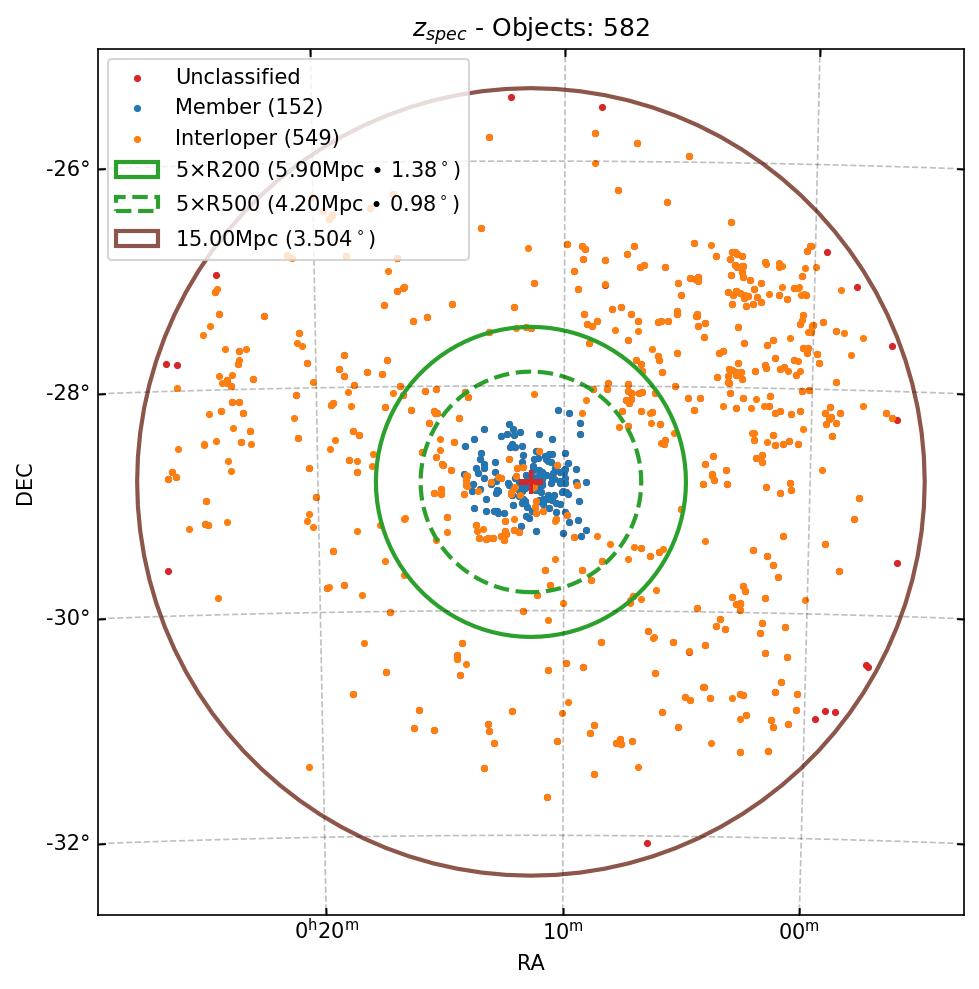 z_spec - Objects: 582
Unclassified
Member (152)
Interloper (549)
5×R200 (5.90Mpc • 1.38°)
5×R500 (4.20Mpc • 0.98°)
15.00Mpc (3.504°)
-26°
-28°
DEC
-30°
-32°
0ʰ20ᵐ 10ᵐ 00ᵐ
RA